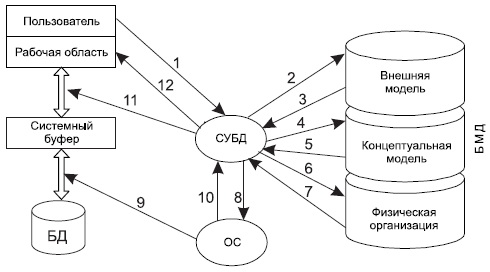 Пользователь
Рабочая область
1
12
2
3
Внешняя
модель
11
Системный
буфер
СУБД
4
5
Концептуальная
модель
БМД
6
7
9
10
8
Физическая
организация
БД
ОС